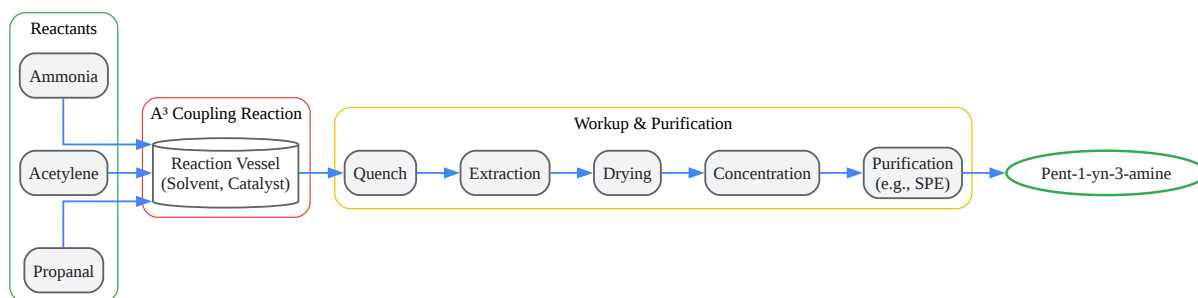 Reactants
Ammonia
Acetylene
Propanal
A³ Coupling Reaction
Reaction Vessel
(Solvent, Catalyst)
Workup & Purification
Quench
Extraction
Drying
Concentration
Purification
(e.g., SPE)
Pent-1-yn-3-amine